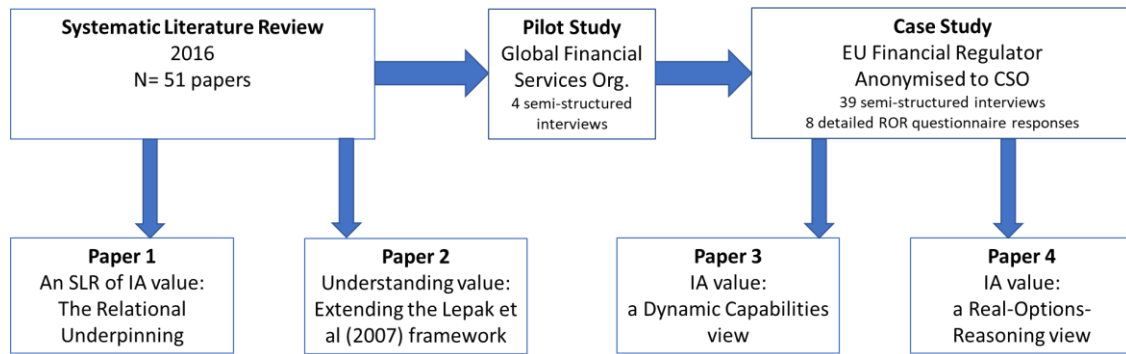 Systematic Literature Review
2016
N= 51 papers
Pilot Study
Global Financial
Services Org.
4 semi-structured
interviews
Case Study
EU Financial Regulator
Anonymised to CSO
39 semi-structured interviews
8 detailed ROR questionnaire responses
Paper 1
An SLR of IA value:
The Relational
Underpinning
Paper 2
Understanding value:
Extending the Lepak et
al (2007) framework
Paper 3
IA value:
a Dynamic Capabilities
view
Paper 4
IA value:
a Real-Options-
Reasoning view